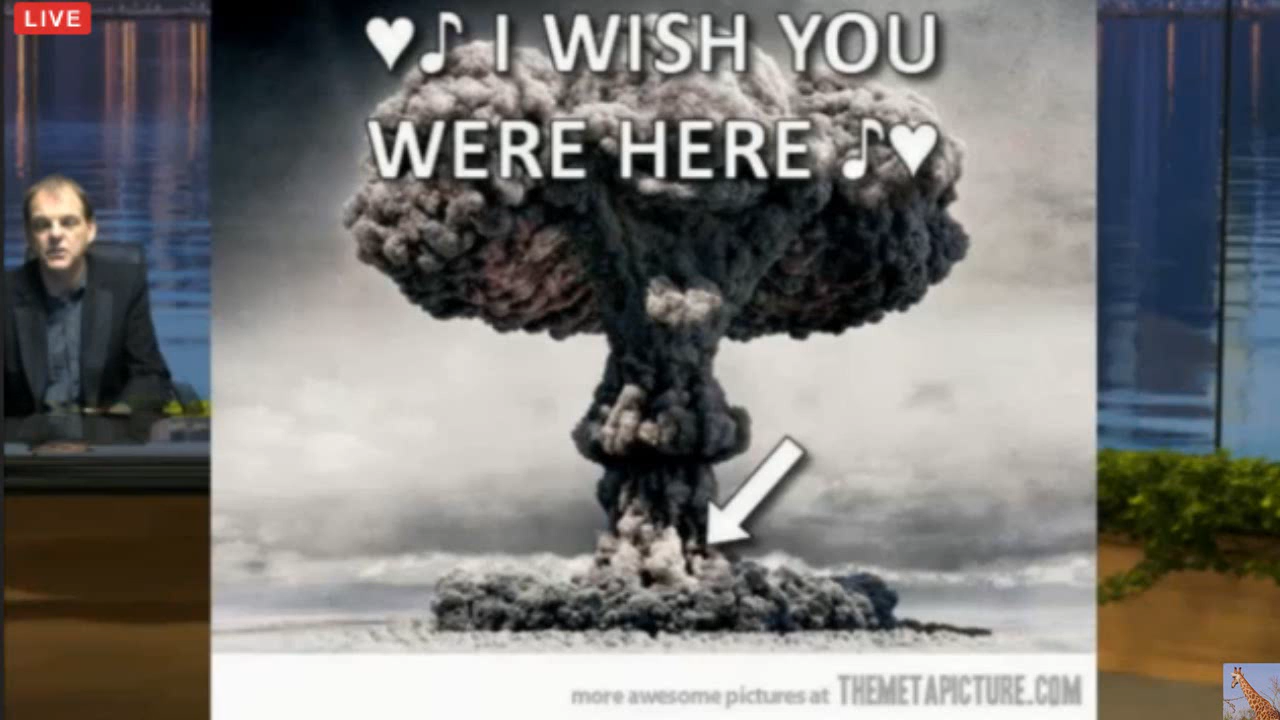 LIVE
♥♪ I WISH YOU
WERE HERE ♪♥
more awesome pictures at THEMETAPICTURE.COM